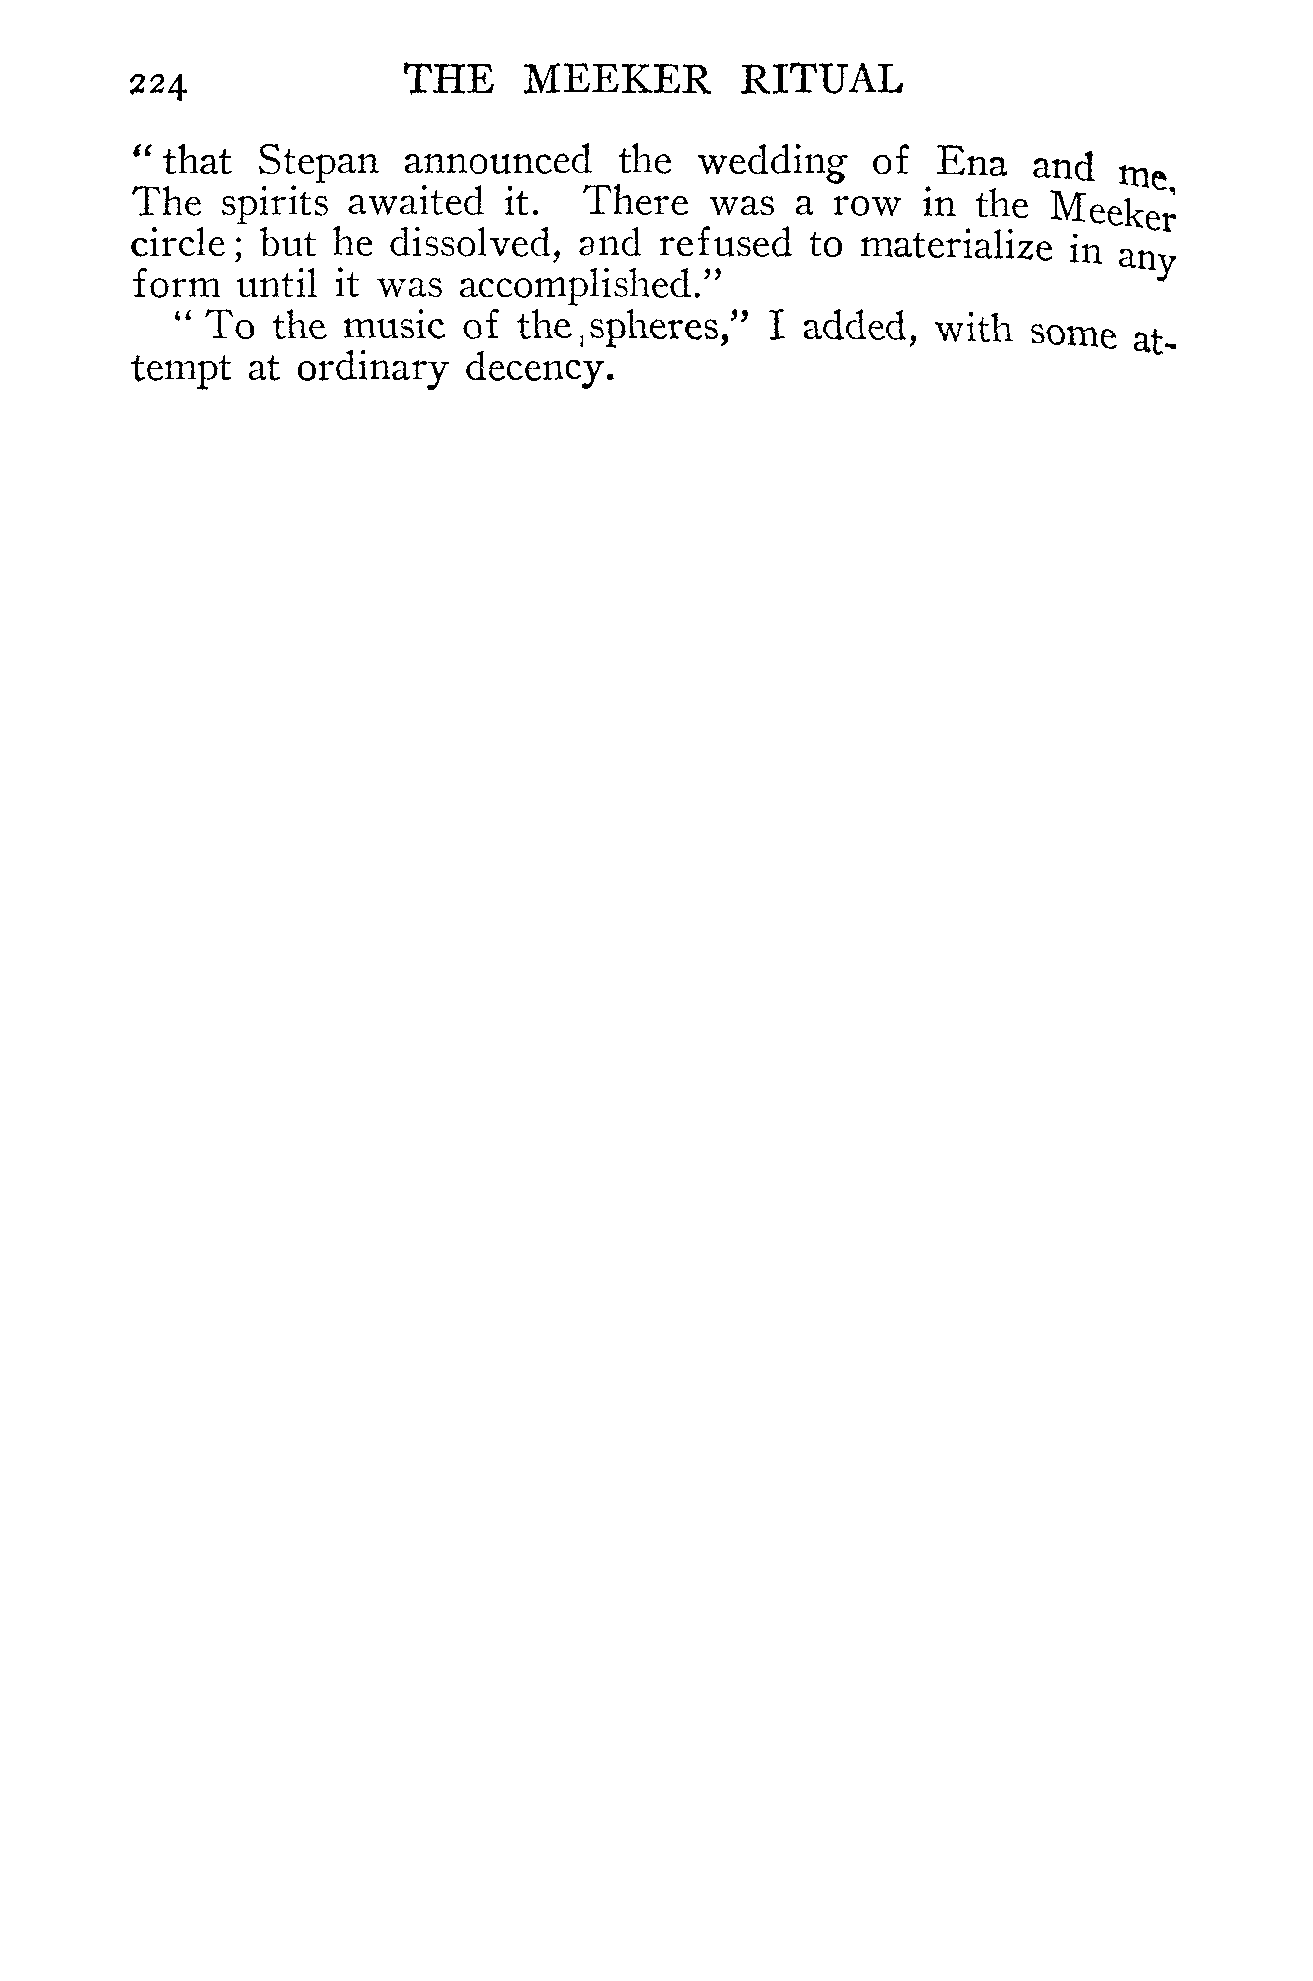 224 THE MEEKER RITUAL
“ that Stepan announced the wedding of Ena and me.
The spirits awaited it. There was a row in the Meeker
circle ; but he dissolved, and refused to materialize in any
form until it was accomplished.”
“ To the music of the spheres,” I added, with some at-
tempt at ordinary decency.